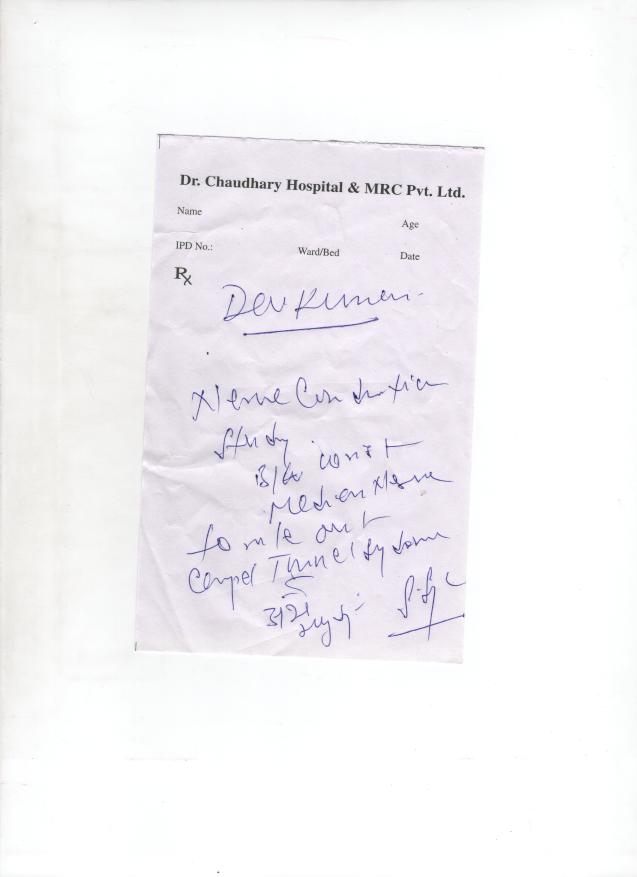 Dr. Chaudhary Hospital & MRC Pvt. Ltd.
Name
Age
IPD No.:
Ward/Bed
Date
Rx
Dev Kumar
Nerve Conduction
Study
B/L wrist
Median Nerve
to rule out
Carpel Tunnel Syndrome